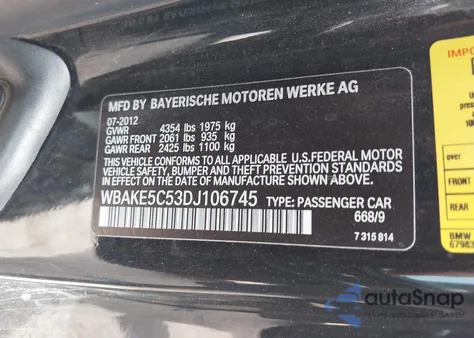 MFD BY BAYERISCHE MOTOREN WERKE AG
07-2012
GVWR 4354 lbs 1975 kg
GAWR FRONT 2061 lbs 935 kg
GAWR REAR 2425 lbs 1100 kg
THIS VEHICLE CONFORMS TO ALL APPLICABLE U.S.FEDERAL MOTOR
VEHICLE SAFETY, BUMPER, AND THEFT PREVENTION STANDARDS
IN EFFECT ON THE DATE OF MANUFACTURE SHOWN ABOVE.
WBAKE5C53DJ106745 TYPE: PASSENGER CAR
668/9
7 315 814
IMPO
BMW
67983
autoSnap